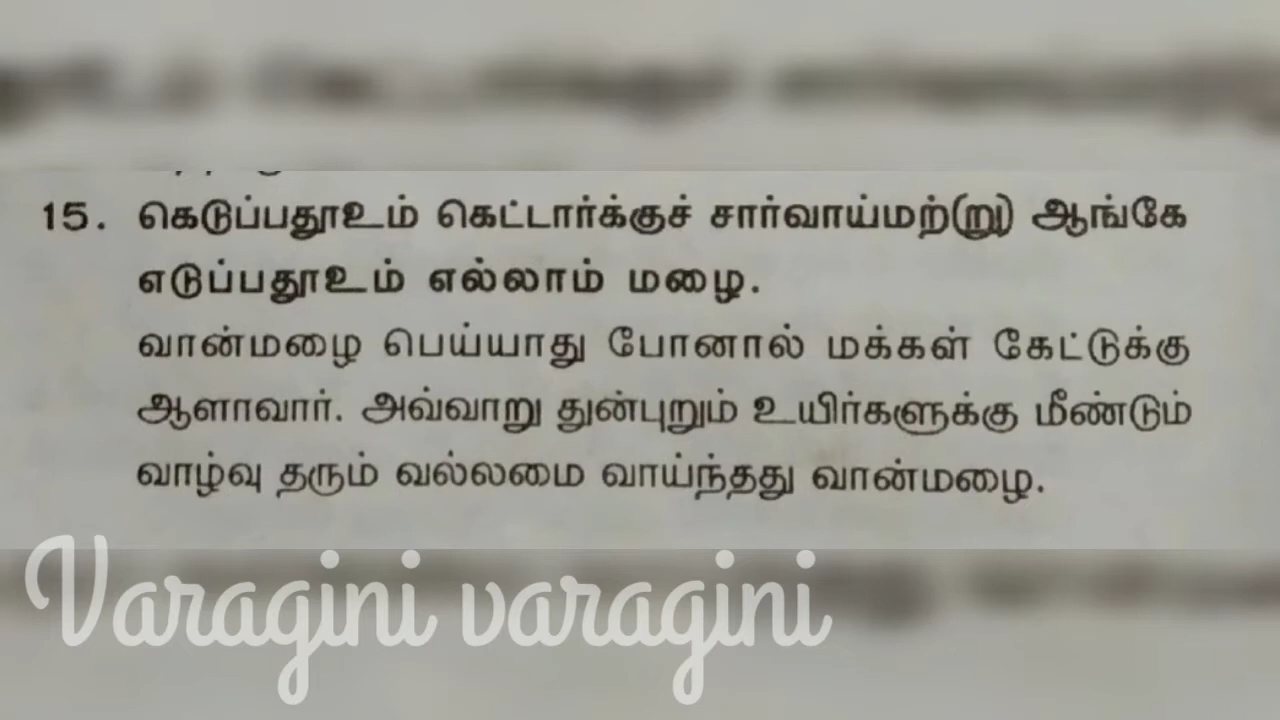 15. கெடுப்பதூஉம் கெட்டார்க்குச் சார்வாய்மற்(று) ஆங்கே
எடுப்பதூஉம் எல்லாம் மழை.
வான்மழை பெய்யாது போனால் மக்கள் கேட்டுக்கு
ஆளாவார். அவ்வாறு துன்புறும் உயிர்களுக்கு மீண்டும்
வாழ்வு தரும் வல்லமை வாய்ந்தது வான்மழை.
Varagini varagini